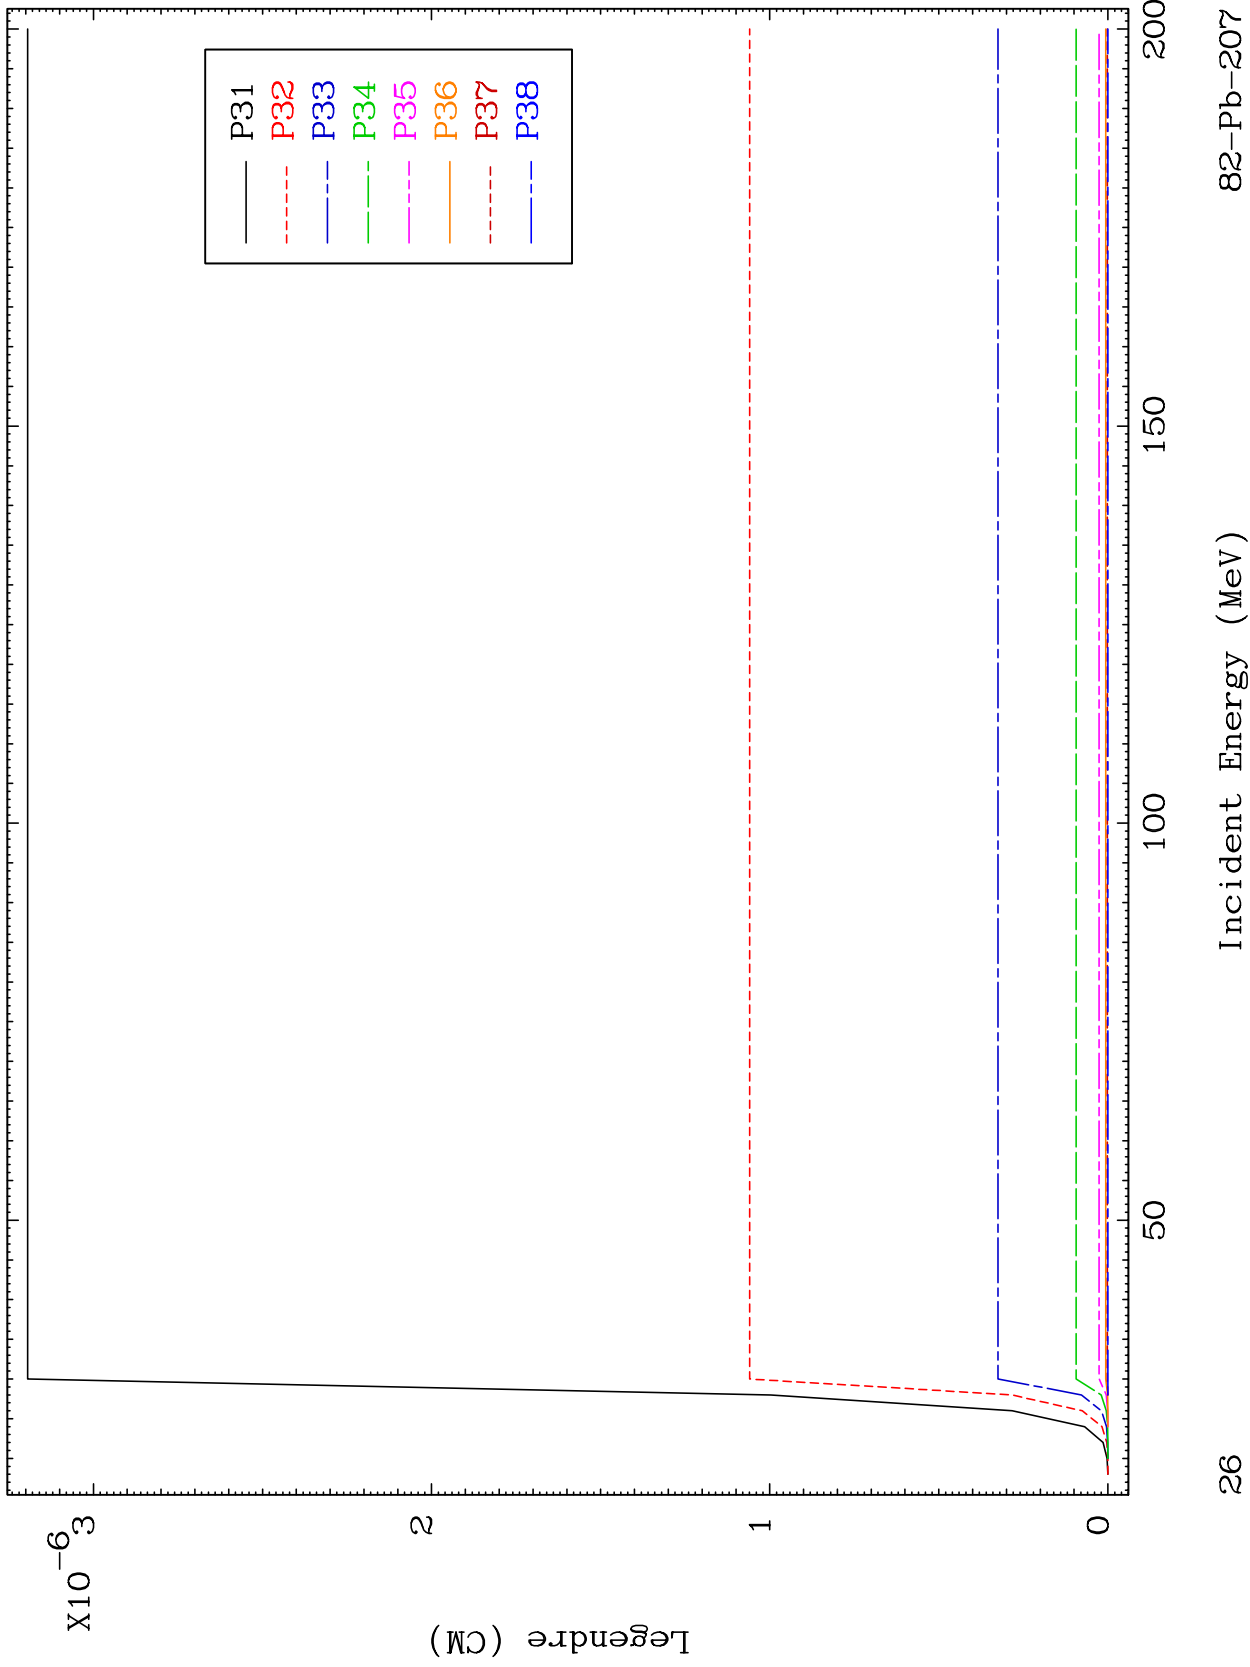 X10
-6
3
2
1
0
Legendre (CM)
P31
P32
P33
P34
P35
P36
P37
P38
50
100
150
200
Incident Energy (MeV)
26
82-Pb-207